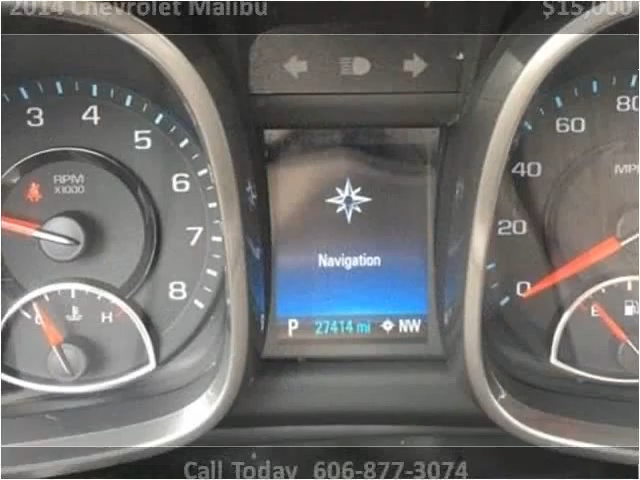 2014 Chevrolet Malibu $15,000
3 4 5 6 7 8
RPM
X1000
C H
Navigation
P 27414 mi NW
0 20 40 60 80
E
Call Today 606-877-3074